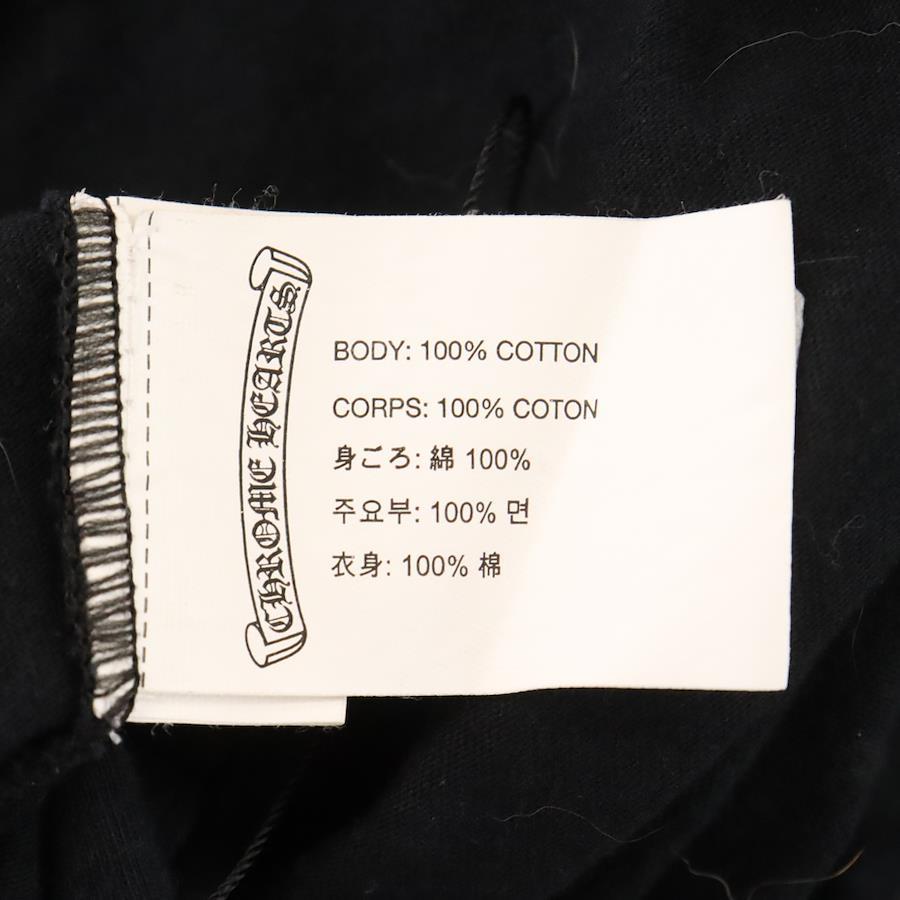 CHROME HEARTS
BODY: 100% COTTON
CORPS: 100% COTON
身ごろ: 綿 100%
주요부: 100% 면
衣身: 100% 棉